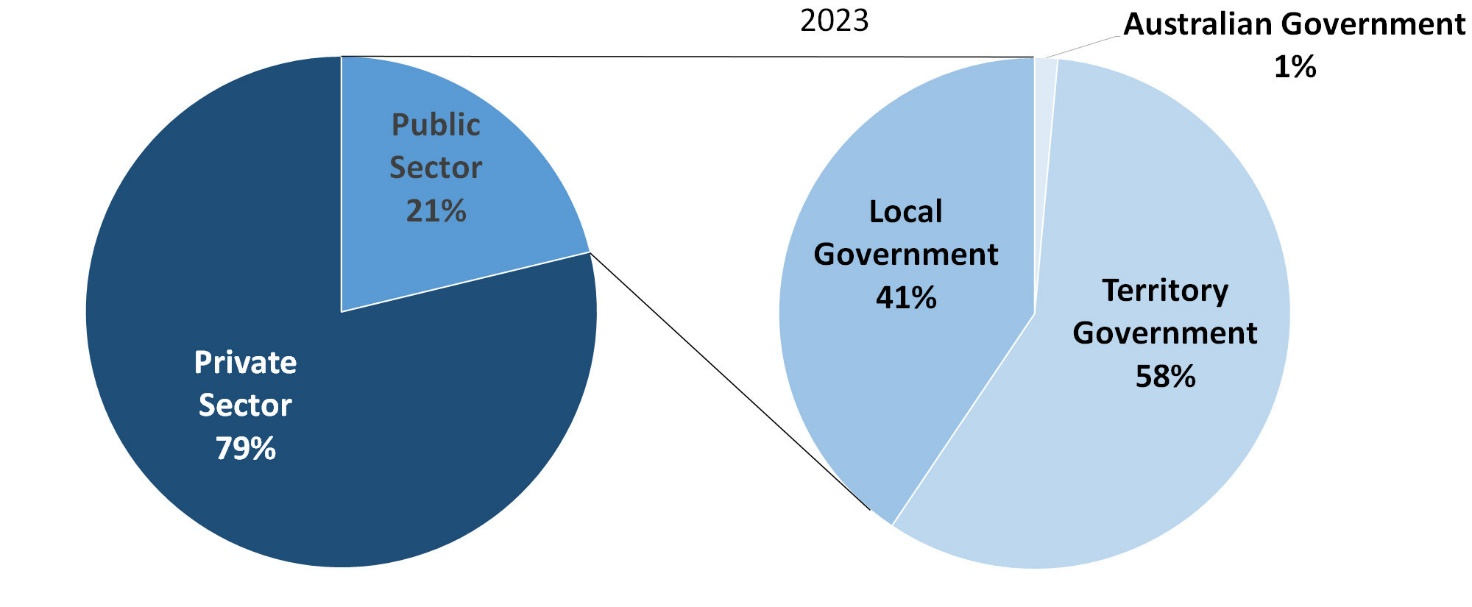 2023
Australian Government
1%
Public
Sector
21%
Private
Sector
79%
Local
Government
41%
Territory
Government
58%